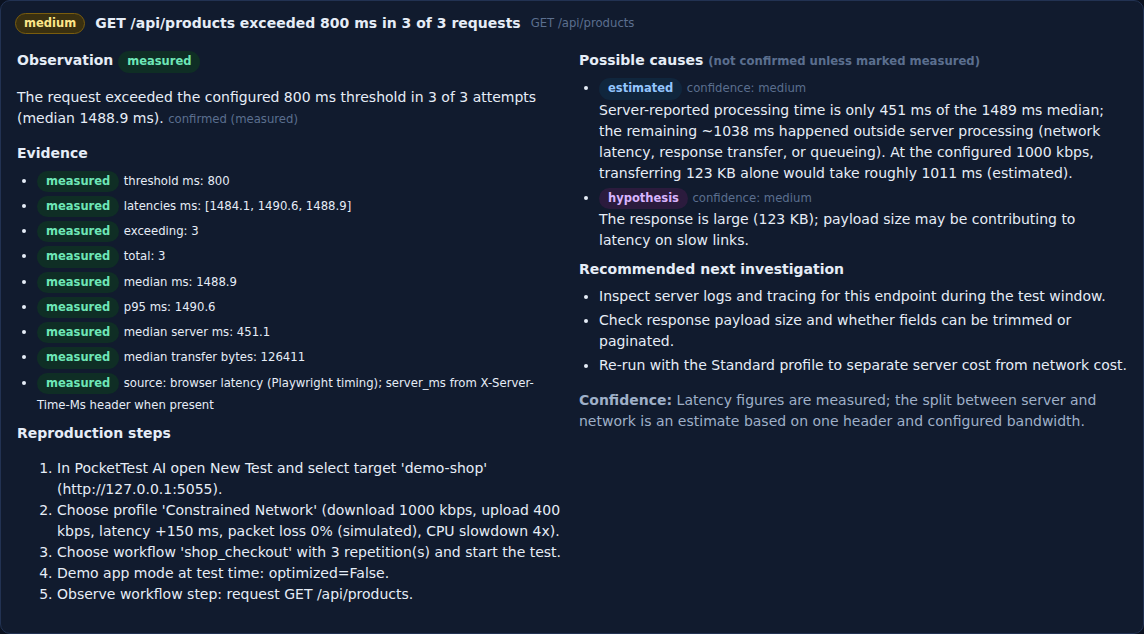 medium GET /api/products exceeded 800 ms in 3 of 3 requests GET /api/products
Observation measured
The request exceeded the configured 800 ms threshold in 3 of 3 attempts
(median 1488.9 ms). confirmed (measured)
Evidence
• measured threshold ms: 800
• measured latencies ms: [1484.1, 1490.6, 1488.9]
• measured exceeding: 3
• measured total: 3
• measured median ms: 1488.9
• measured p95 ms: 1490.6
• measured median server ms: 451.1
• measured median transfer bytes: 126411
• measured source: browser latency (Playwright timing); server_ms from X-Server-
Time-Ms header when present
Reproduction steps
1. In PocketTest AI open New Test and select target 'demo-shop'
(http://127.0.0.1:5055).
2. Choose profile 'Constrained Network' (download 1000 kbps, upload 400
kbps, latency +150 ms, packet loss 0% (simulated), CPU slowdown 4x).
3. Choose workflow 'shop_checkout' with 3 repetition(s) and start the test.
4. Demo app mode at test time: optimized=False.
5. Observe workflow step: request GET /api/products.
Possible causes (not confirmed unless marked measured)
• estimated confidence: medium
Server-reported processing time is only 451 of the 1489 ms median;
the remaining ~1038 ms happened outside server processing (network
latency, response transfer, or queueing). At the configured 1000 kbps,
transferring 123 KB alone would take roughly 1011 ms (estimated).
• hypothesis confidence: medium
The response is large (123 KB); payload size may be contributing to
latency on slow links.
Recommended next investigation
• Inspect server logs and tracing for this endpoint during the test window.
• Check response payload size and whether fields can be trimmed or
paginated.
• Re-run with the Standard profile to separate server cost from network cost.
Confidence: Latency figures are measured; the split between server and
network is an estimate based on one header and configured bandwidth.